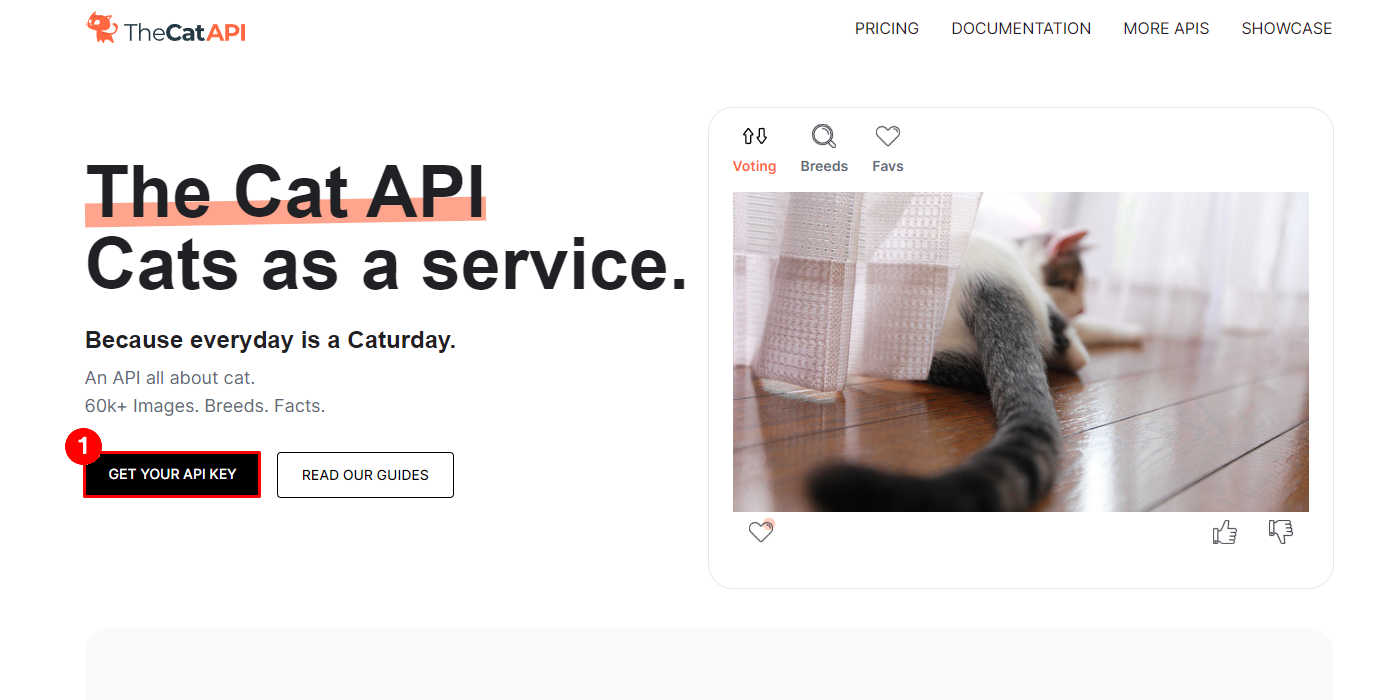 TheCatAPI
PRICING DOCUMENTATION MORE APIS SHOWCASE
The Cat API
Cats as a service.
Because everyday is a Caturday.
An API all about cat.
60k+ Images. Breeds. Facts.
1
GET YOUR API KEY
READ OUR GUIDES
Voting Breeds Favs